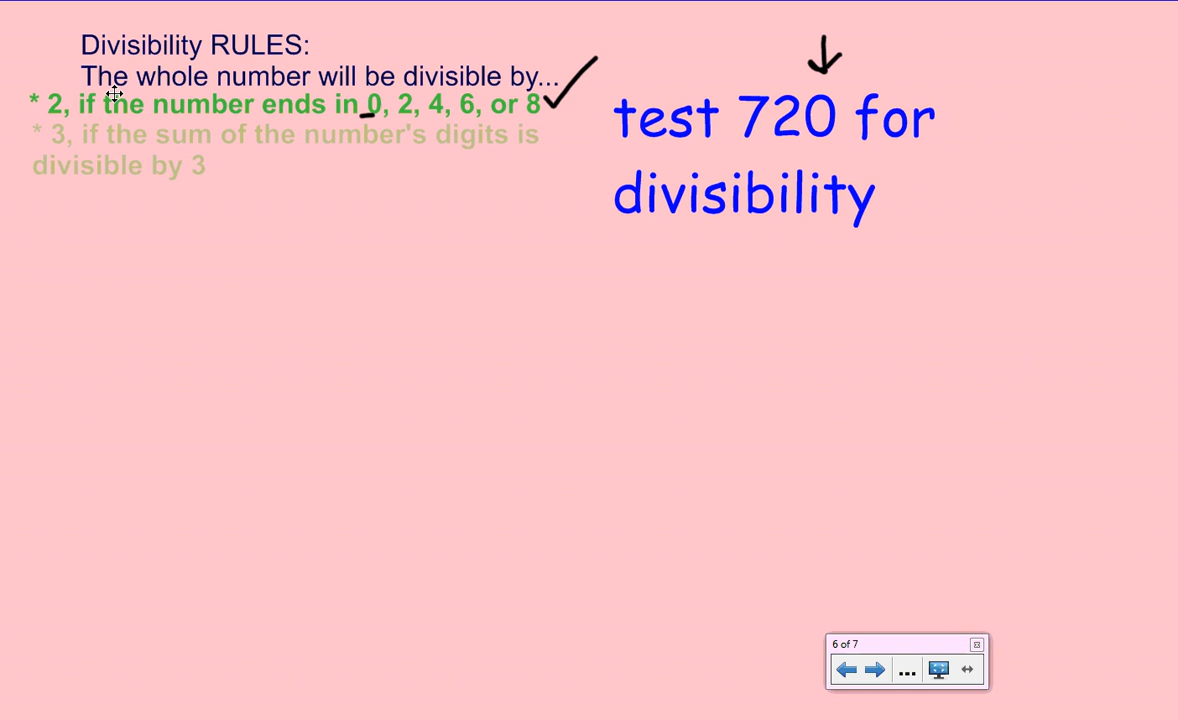 Divisibility RULES:
The whole number will be divisible by...
* 2, if the number ends in 0, 2, 4, 6, or 8
* 3, if the sum of the number's digits is
divisible by 3
test 720 for
divisibility
6 of 7
...